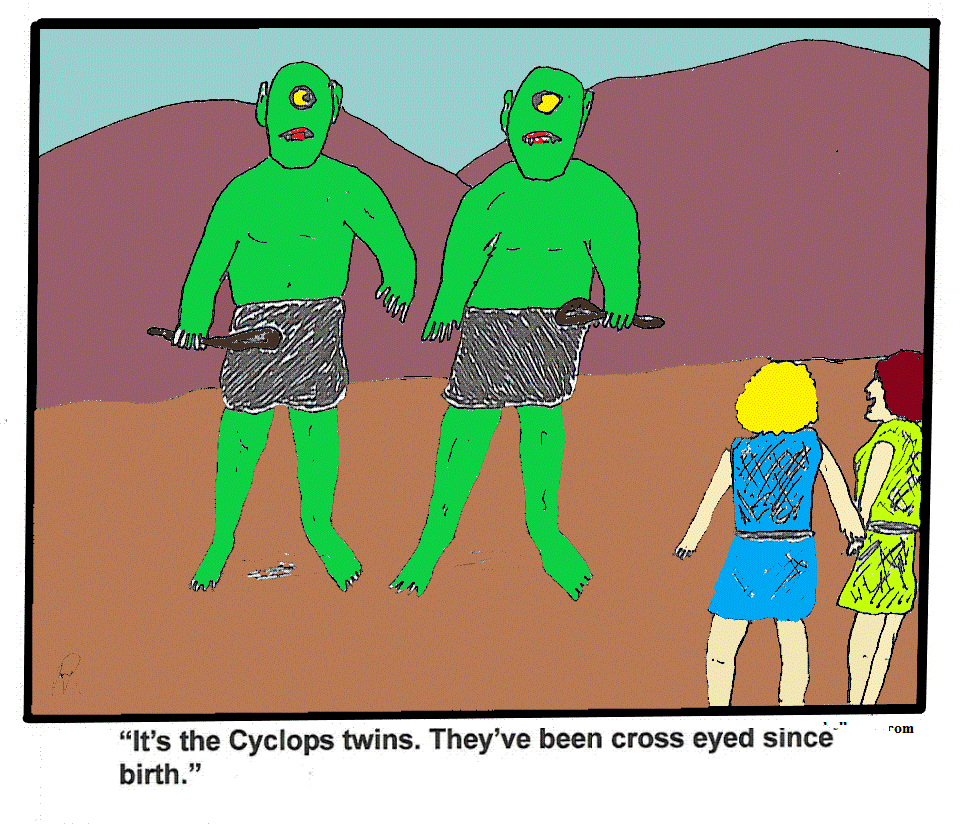 “It’s the Cyclops twins. They’ve been cross eyed since
birth.”